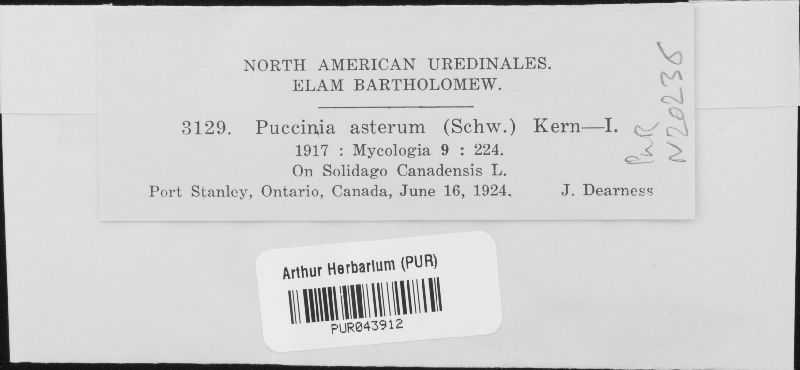 NORTH AMERICAN UREDINALES.
ELAM BARTHOLOMEW.
3129. Puccinia asterum (Schw.) Kern—I.
1917 : Mycologia 9 : 224.
On Solidago Canadensis L.
Port Stanley, Ontario, Canada, June 16, 1924. J. Dearness
PUR
N20235
Arthur Herbarium (PUR)
PUR043912